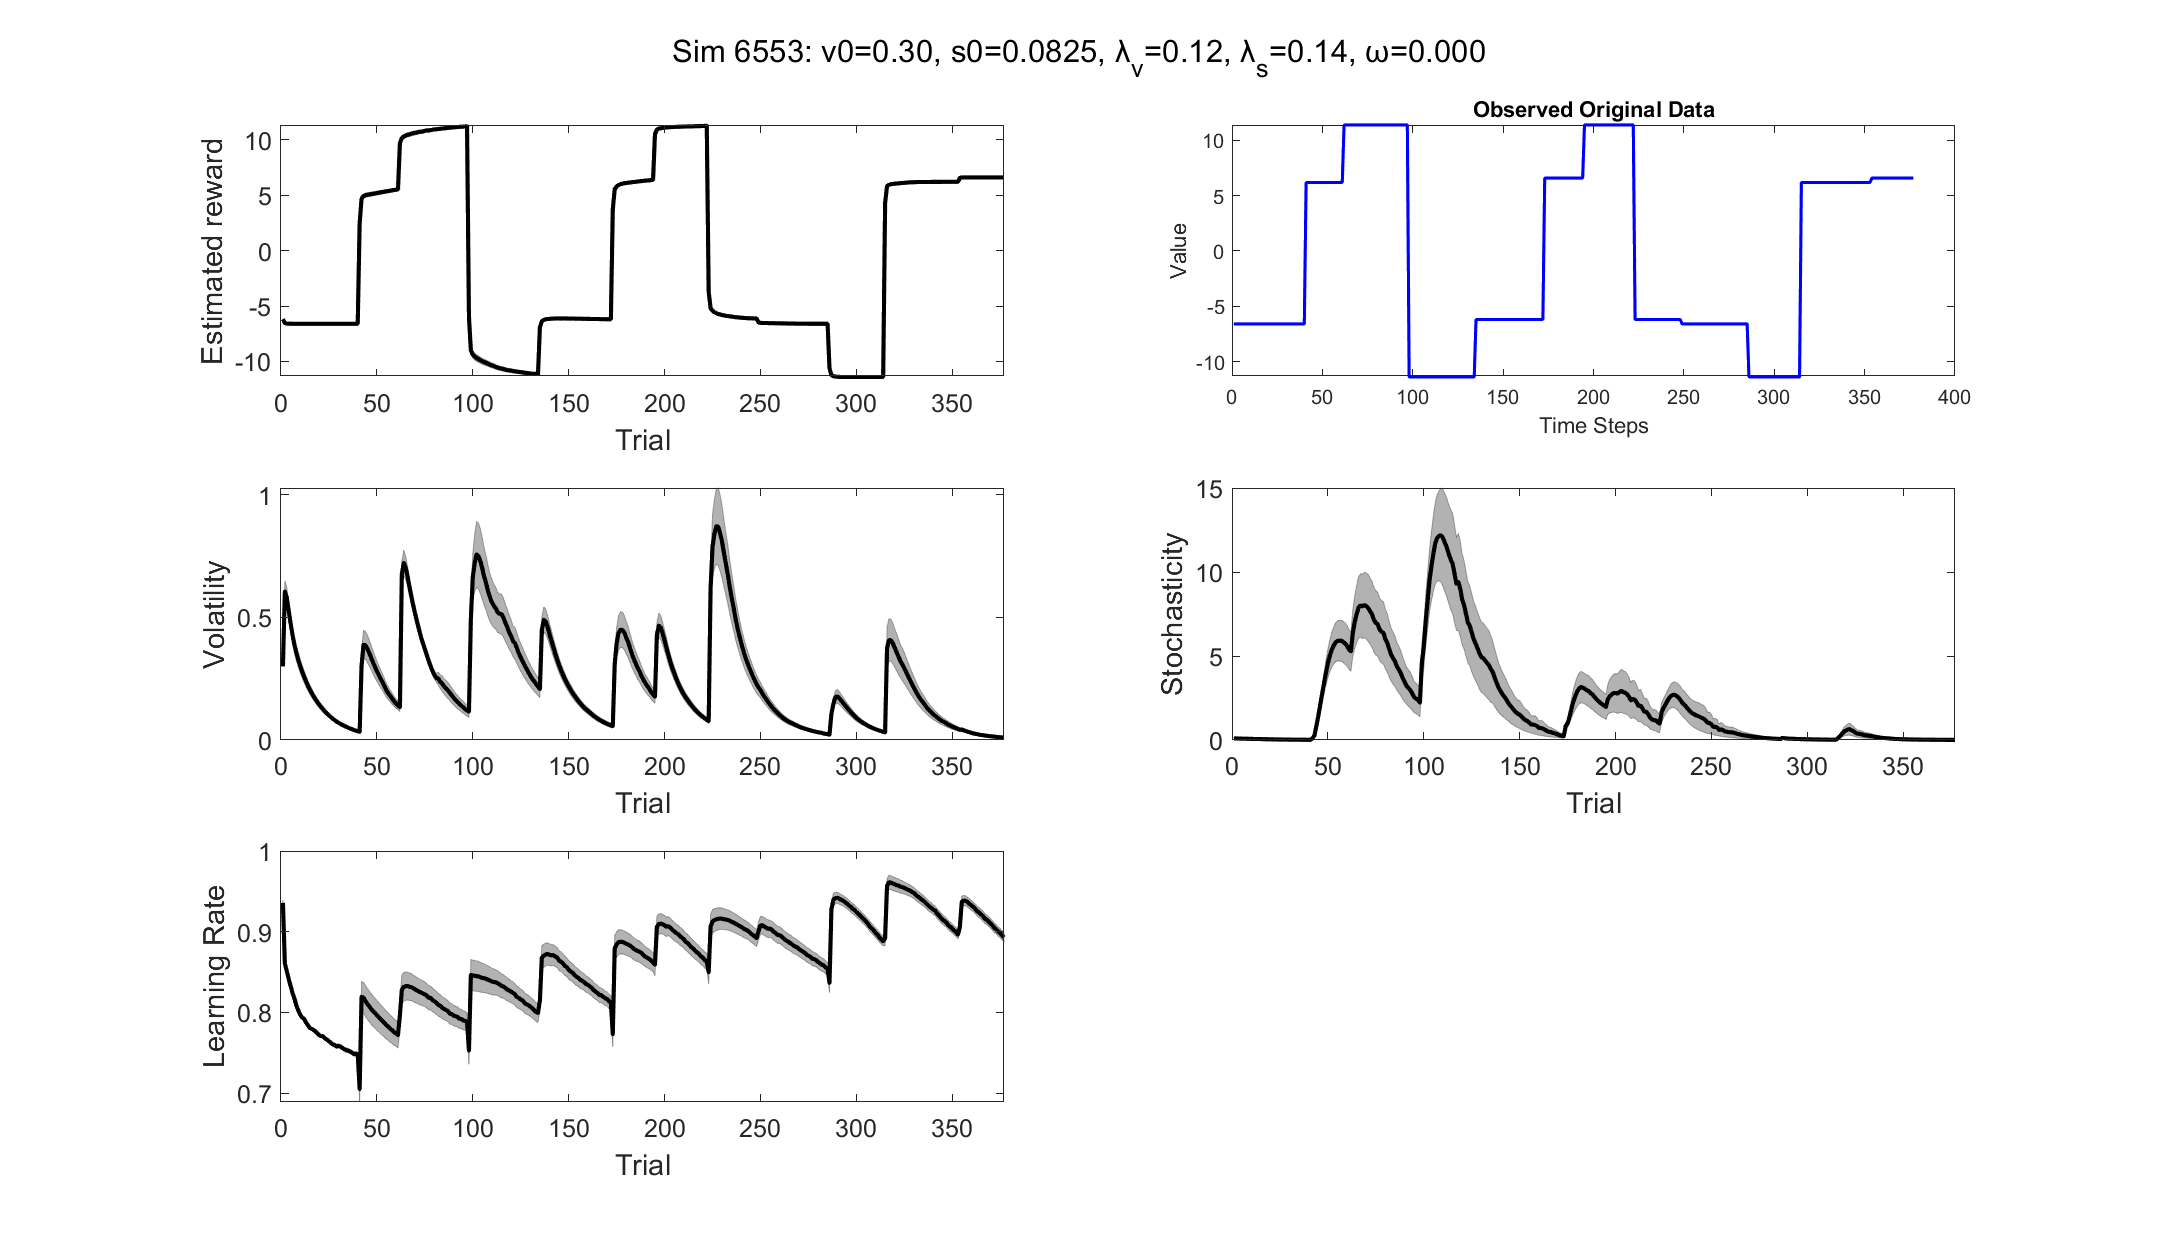 Sim 6553: v0=0.30, s0=0.0825, λ_v=0.12, λ_s=0.14, ω=0.000
Estimated reward
10
5
0
-5
-10
0 50 100 150 200 250 300 350
Trial
Observed Original Data
Value
10
5
0
-5
-10
0 50 100 150 200 250 300 350 400
Time Steps
Volatility
1
0.5
0
0 50 100 150 200 250 300 350
Trial
Stochasticity
15
10
5
0
0 50 100 150 200 250 300 350
Trial
Learning Rate
1
0.9
0.8
0.7
0 50 100 150 200 250 300 350
Trial